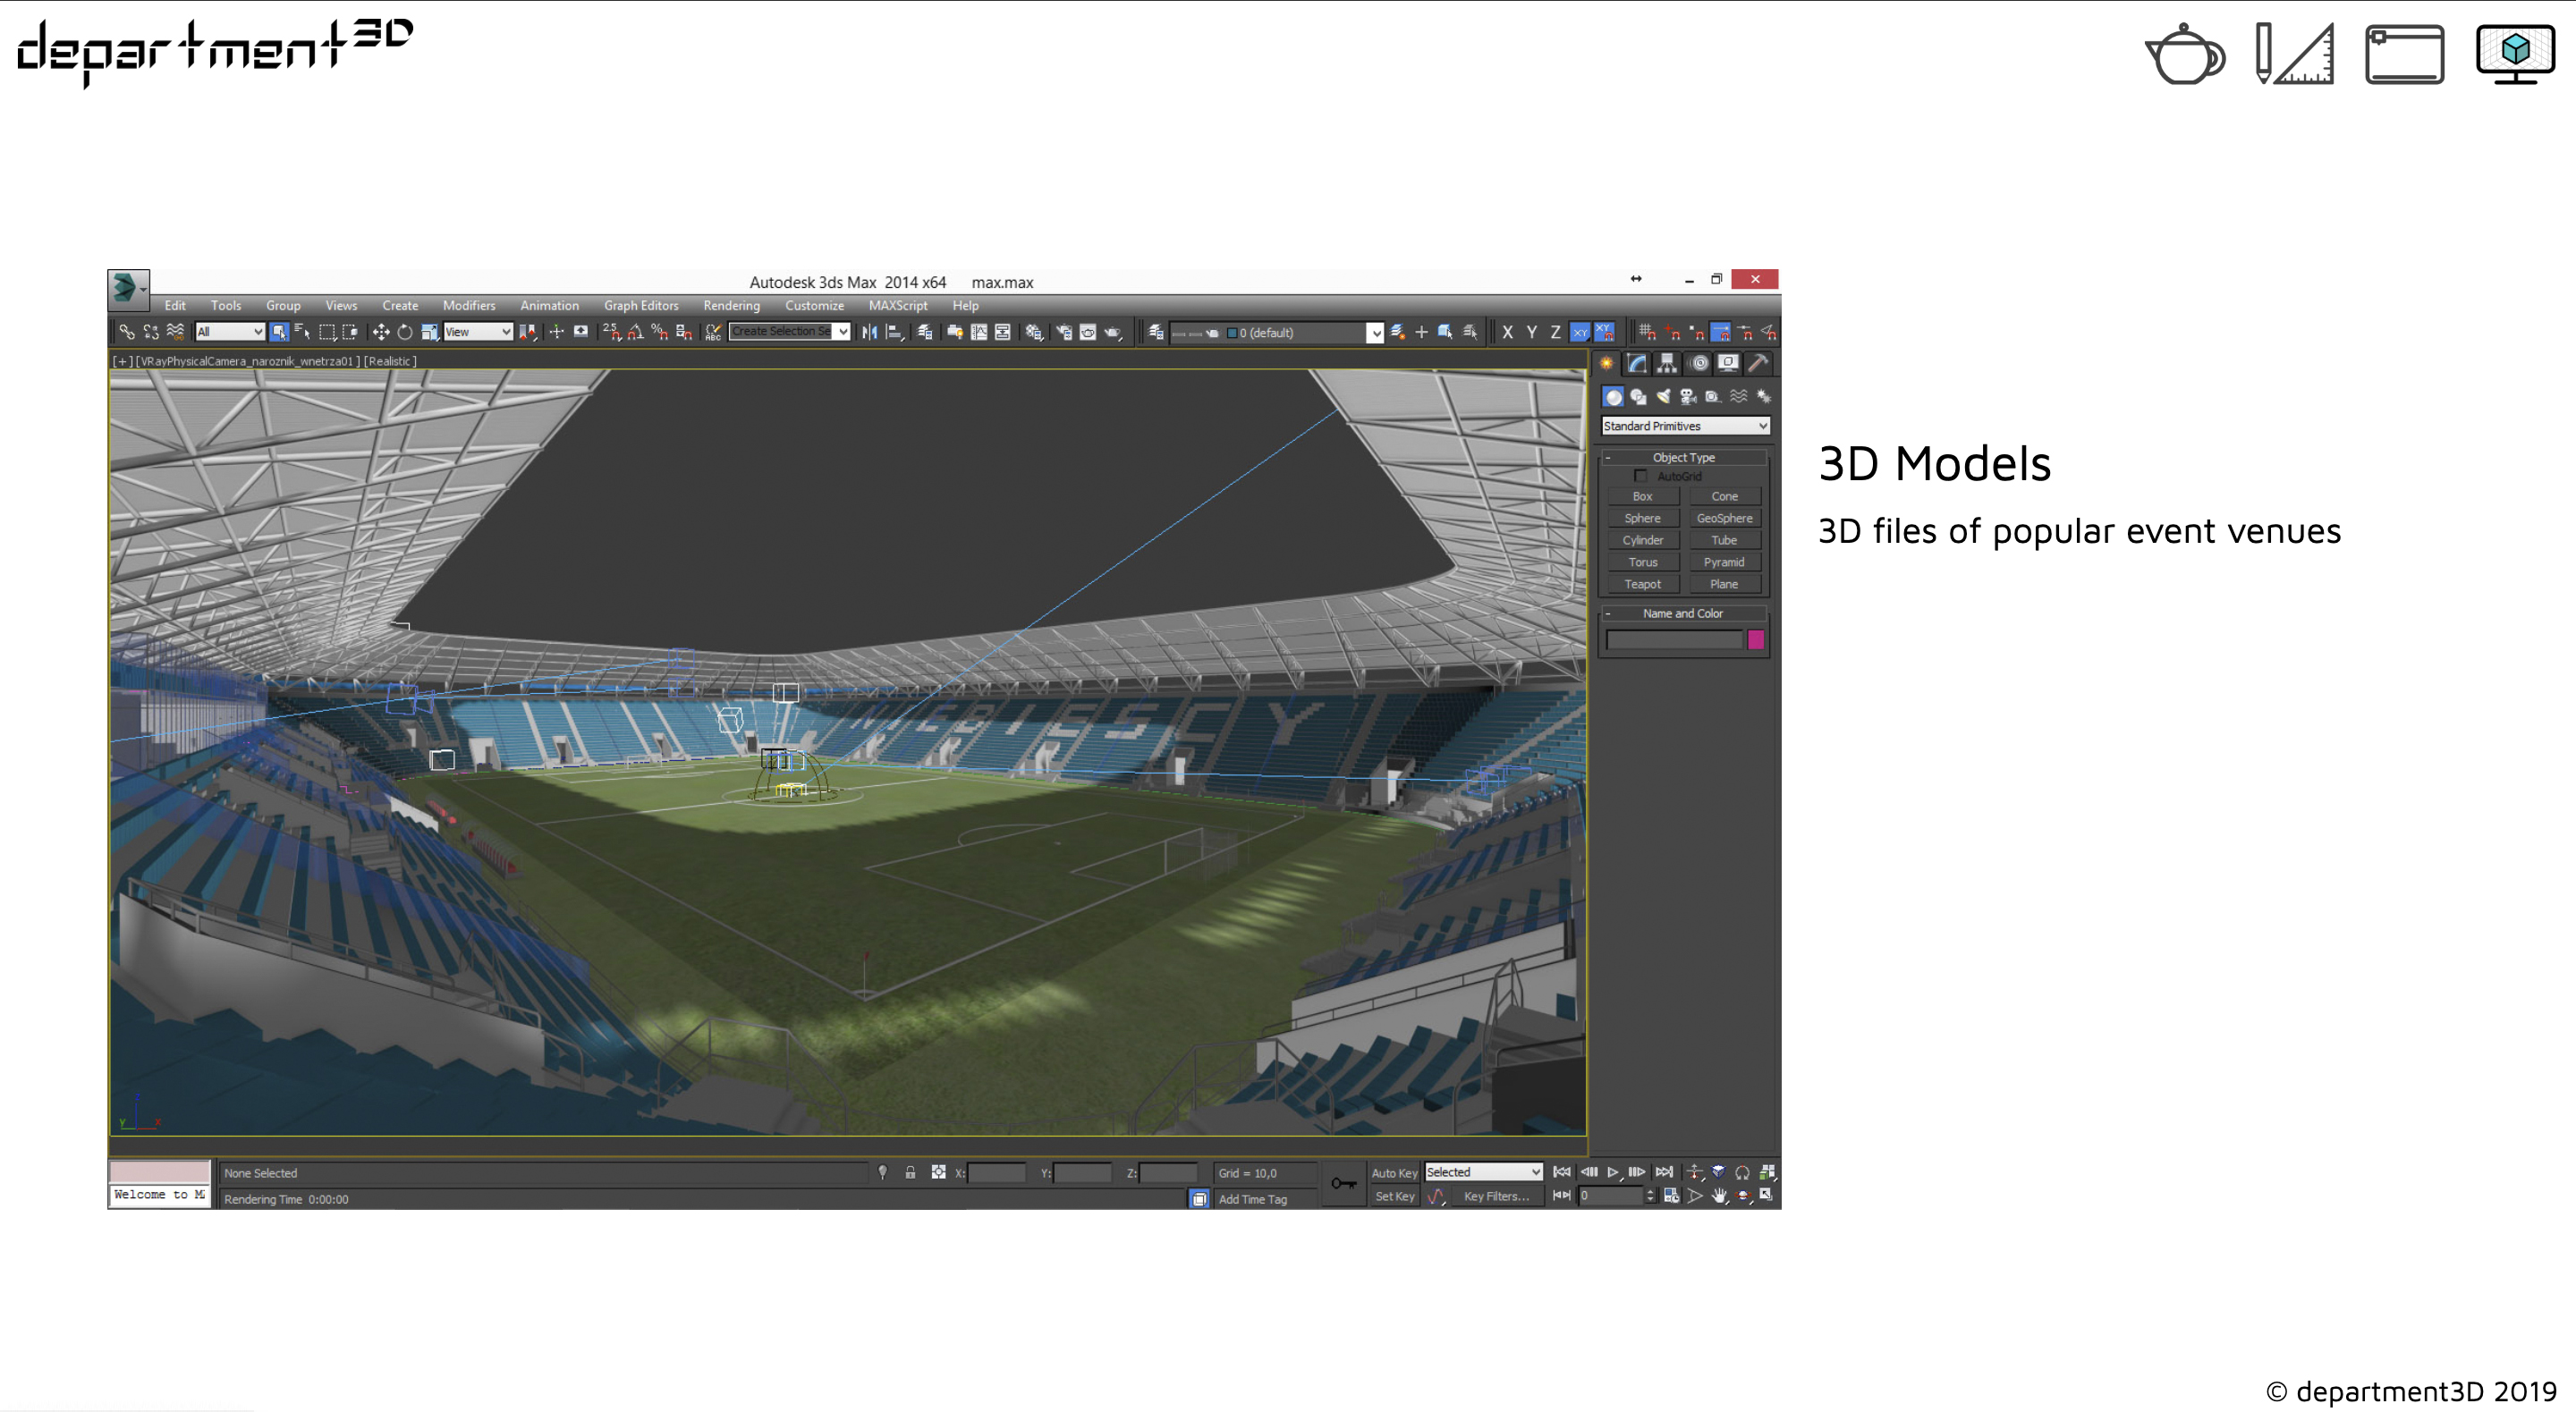 department3D
Autodesk 3ds Max 2014 x64 max.max
Edit Tools Group Views Create Modifiers Animation Graph Editors Rendering Customize MAXScript Help
All View 2.5 % ABC Create Selection Se 0 (default) X Y Z XY XY
[+][VRayPhysicalCamera_naroznik_wnetrza01][Realistic]
Standard Primitives
- Object Type
AutoGrid
Box Cone
Sphere GeoSphere
Cylinder Tube
Torus Pyramid
Teapot Plane
- Name and Color
3D Models
3D files of popular event venues
y x
None Selected X: Y: Z: Grid = 10,0 Auto Key Selected
Welcome to M
Rendering Time 0:00:00 Add Time Tag Set Key Key Filters... 0
© department3D 2019